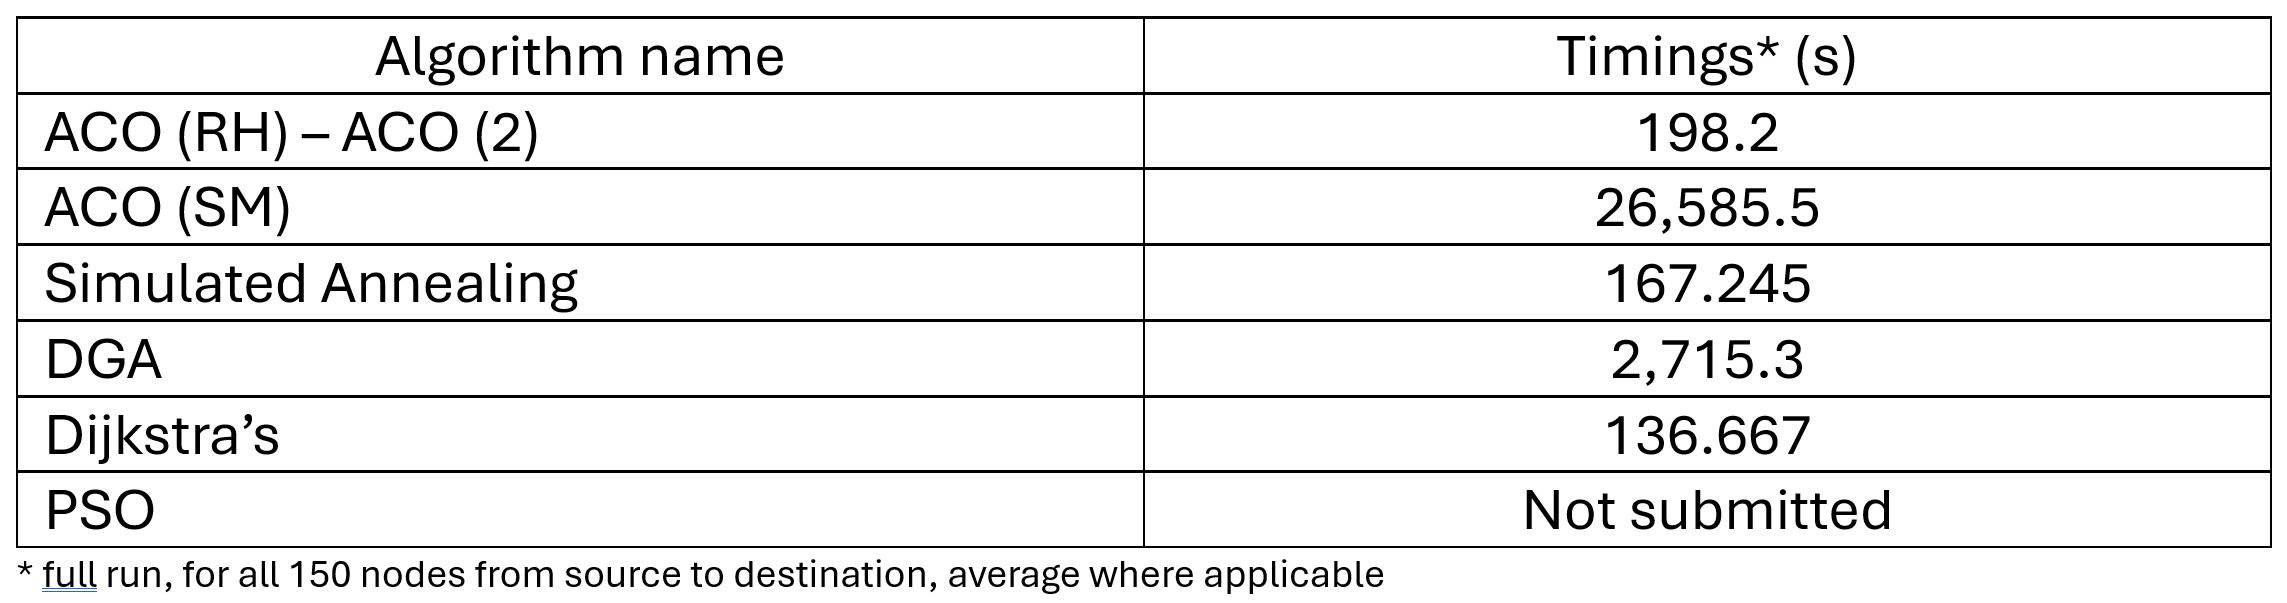 Algorithm name Timings* (s)
ACO (RH) – ACO (2) 198.2
ACO (SM) 26,585.5
Simulated Annealing 167.245
DGA 2,715.3
Dijkstra’s 136.667
PSO Not submitted
* full run, for all 150 nodes from source to destination, average where applicable